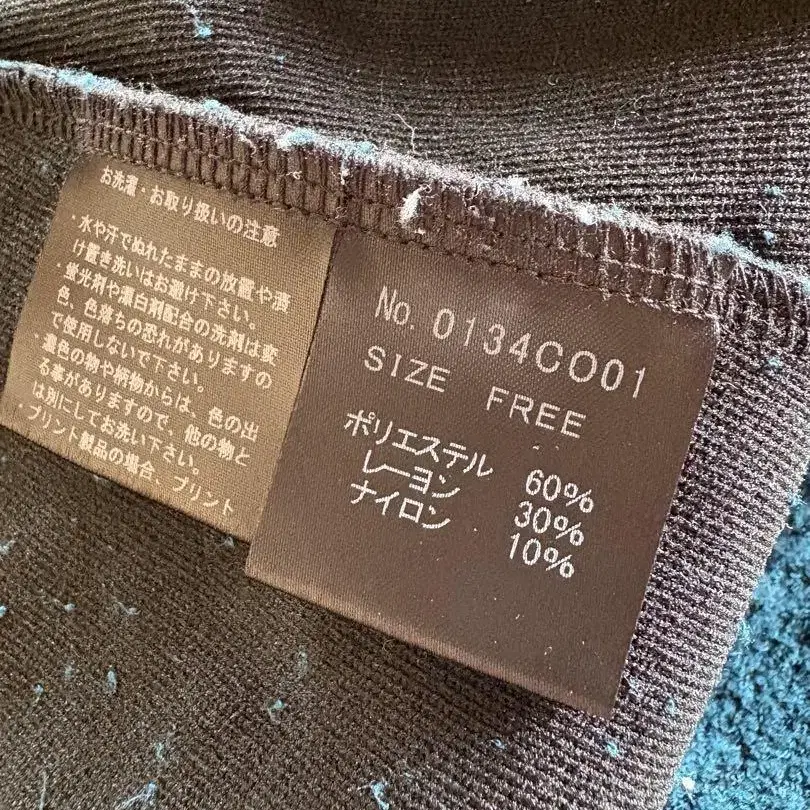 お洗濯・お取り扱いの注意
・水や汗でぬれたままの放置や漬
け置き洗いはお避け下さい。
・蛍光剤や漂白剤配合の洗剤は変
色、色落ちの恐れがありますの
で使用しないで下さい。
・濃色の物や柄物からは、色の出
る事がありますので、他の物と
は別にしてお洗い下さい。
・プリント製品の場合、プリント
No. 0134CO01
SIZE FREE
ポリエステル 60%
レーヨン 30%
ナイロン 10%